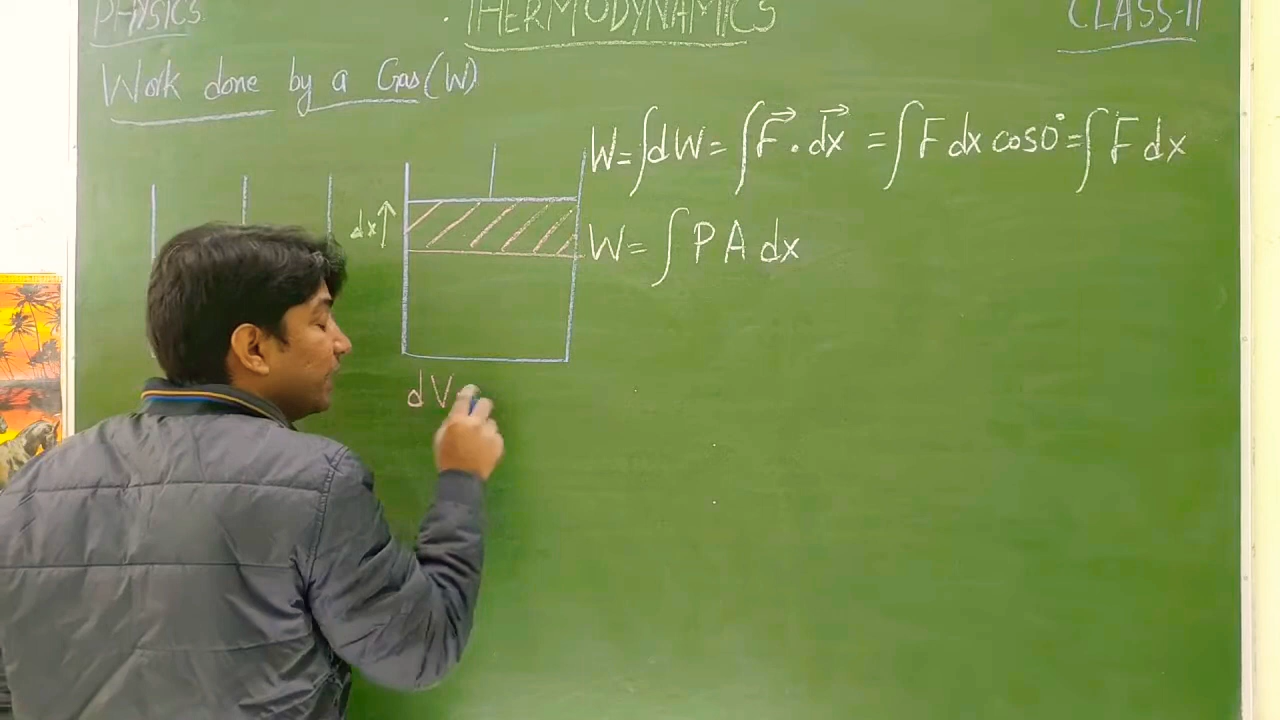 PHYSICS THERMODYNAMICS CLASS-11
Work done by a Gas (W)
W = ∫dW = ∫F⃗ . dx⃗ = ∫F dx cos0° = ∫F dx
dx↑
W = ∫ P A dx
dV